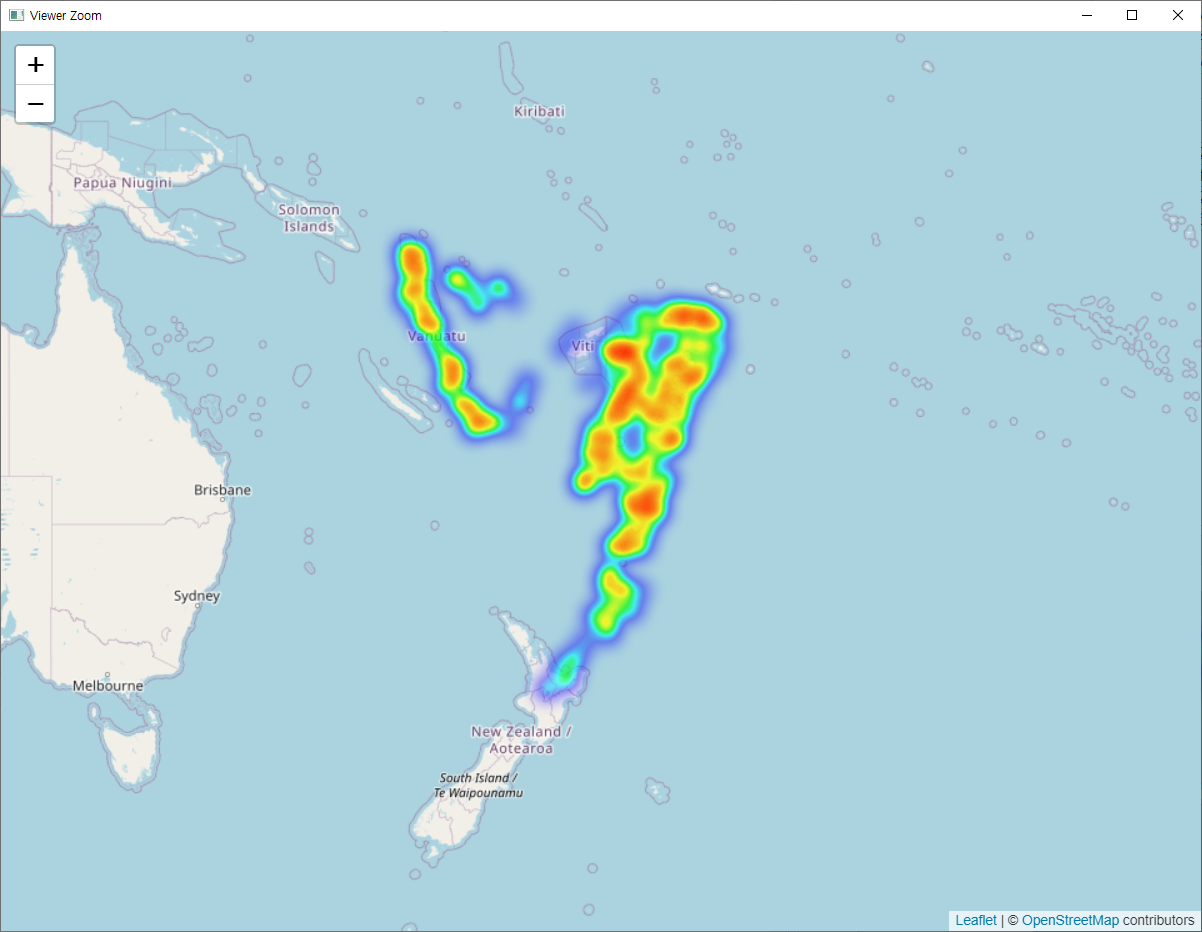 Viewer Zoom
+
−
Kiribati
Papua Niugini
Solomon
Islands
Vanuatu
Viti
Brisbane
Sydney
Melbourne
New Zealand /
Aotearoa
South Island /
Te Waipounamu
Leaflet | © OpenStreetMap contributors